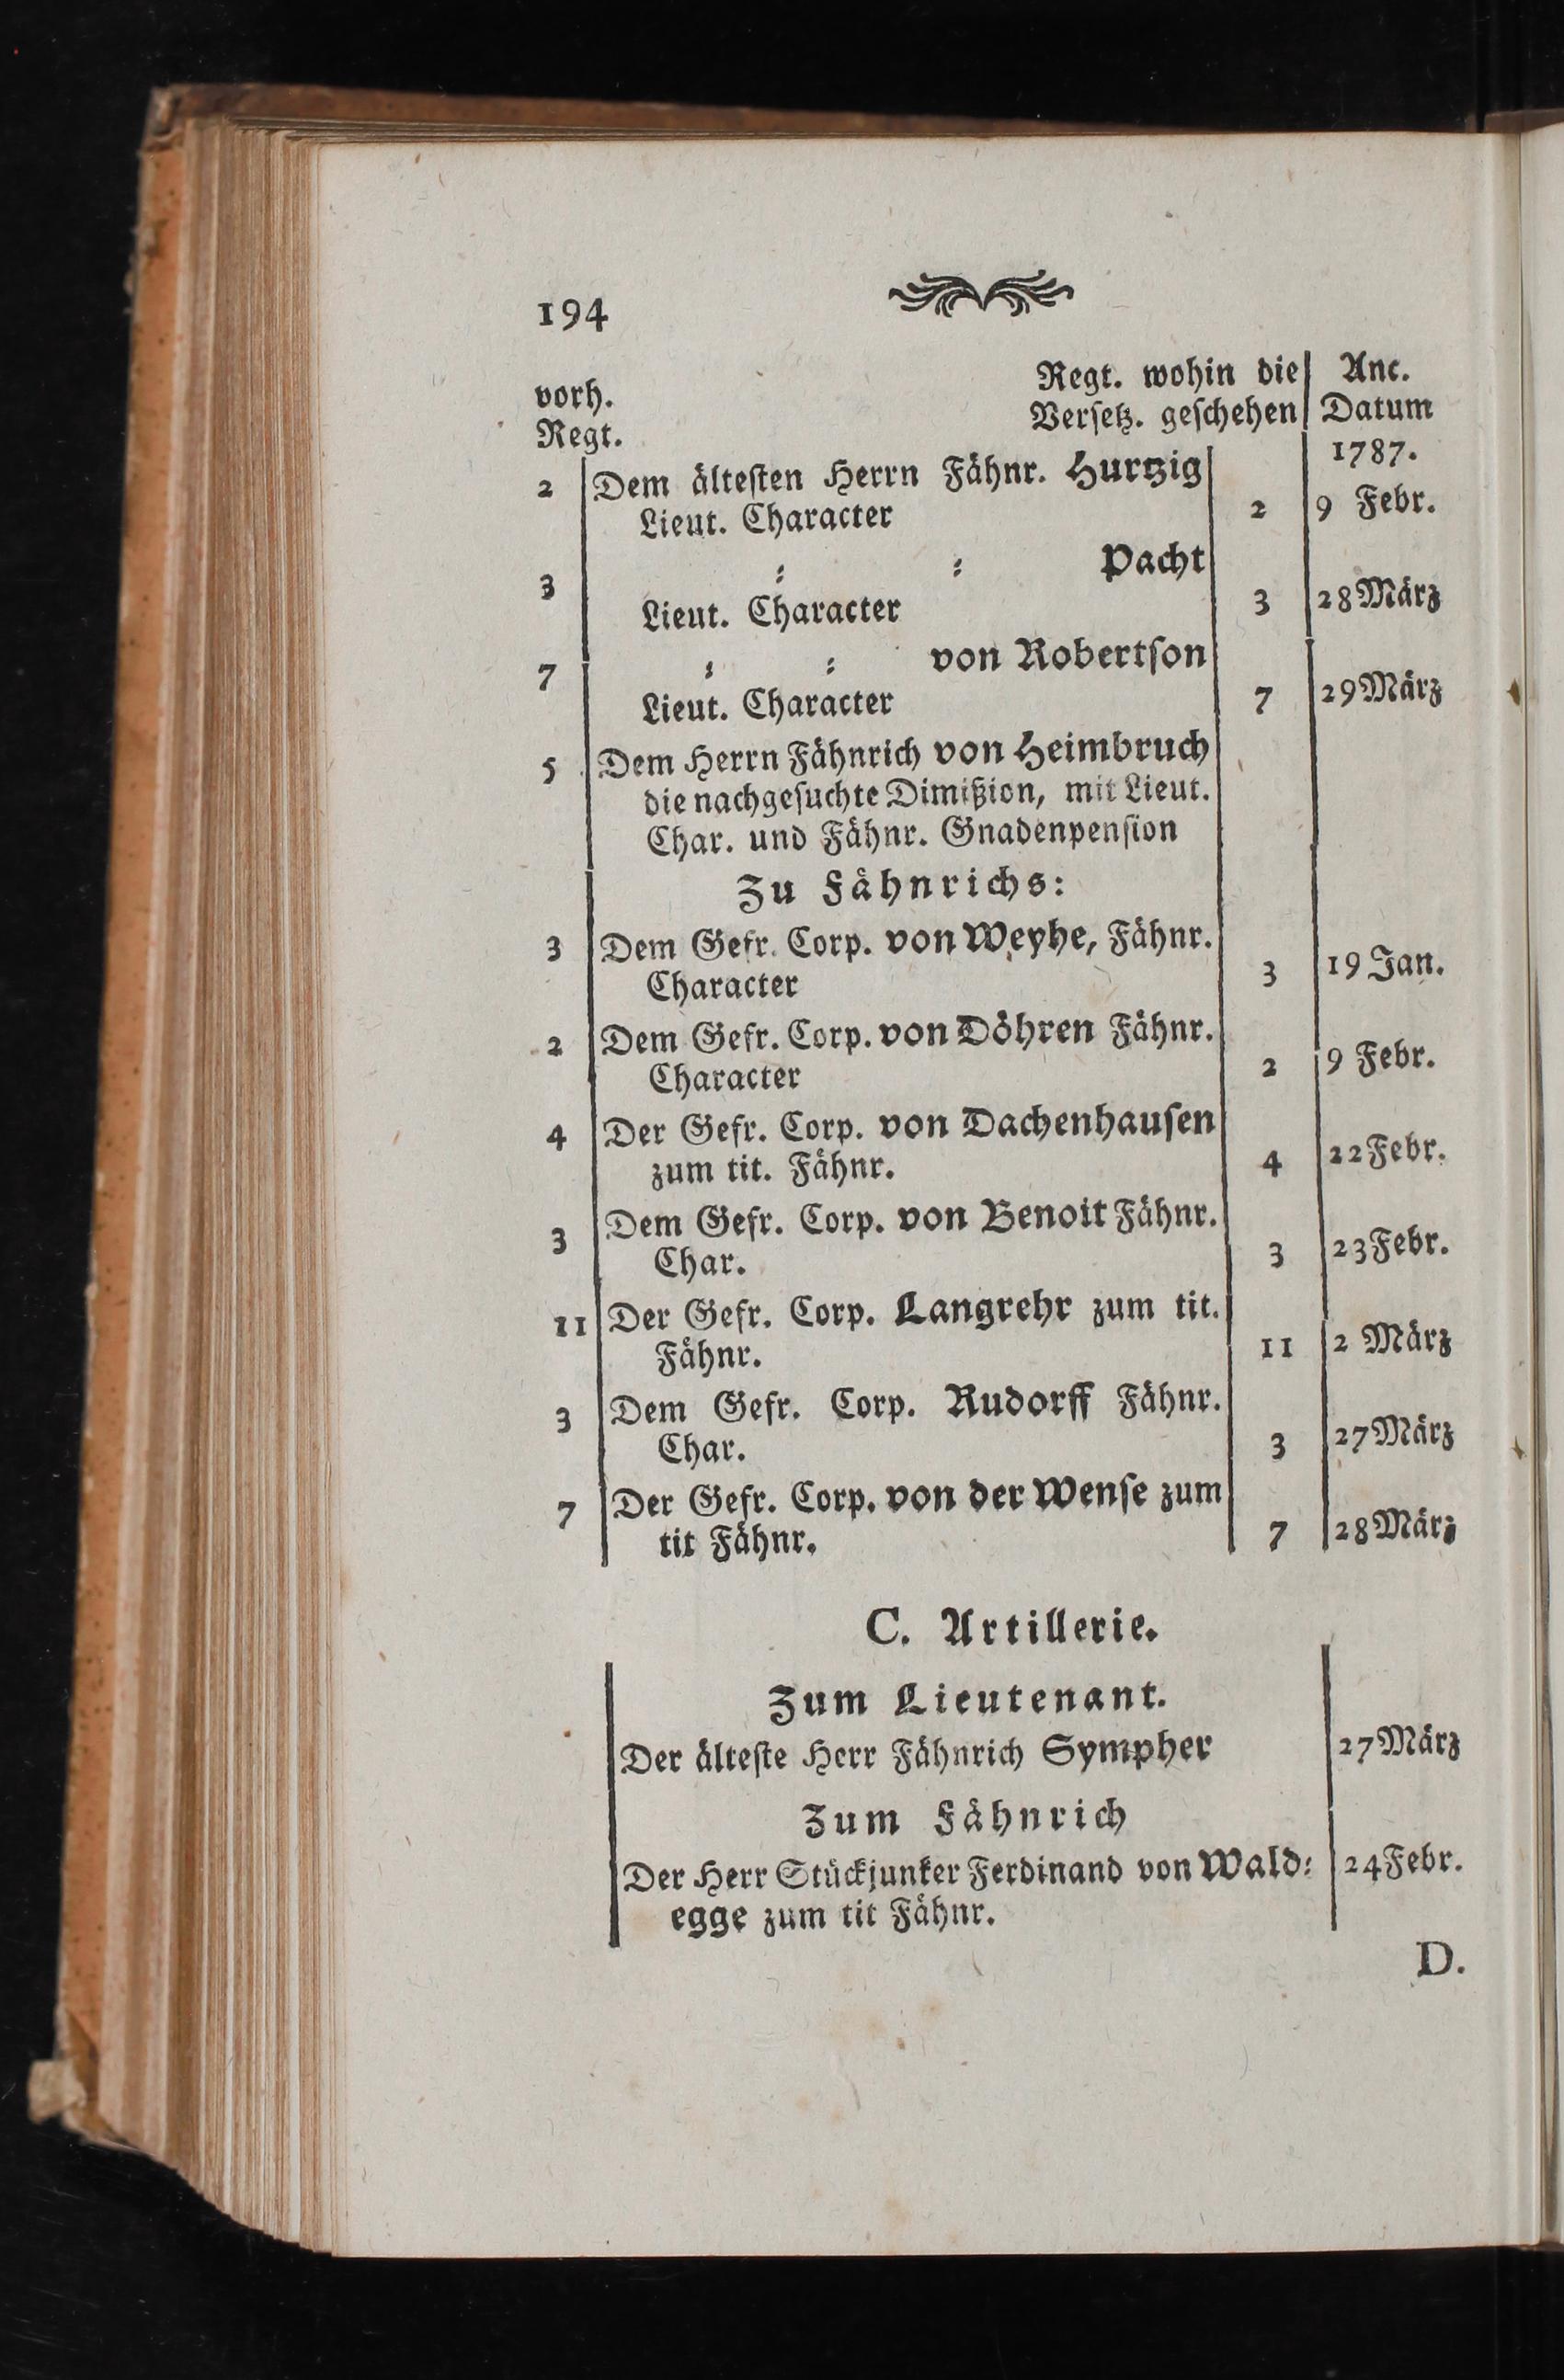 194
vorh. Regt. wohin die Anc.
Regt. Verſetz. geſchehen Datum
1787.
2 Dem älteſten Herrn Fähnr. Hurtzig
Lieut. Character 2 9 Febr.
3 ⸗ ⸗ Pacht
Lieut. Character 3 28 März
7 ⸗ ⸗ von Robertſon
Lieut. Character 7 29 März
5 Dem Herrn Fähnrich von Heimbruch
die nachgeſuchte Dimißion, mit Lieut.
Char. und Fähnr. Gnadenpenſion
Zu Fähnrichs:
3 Dem Gefr. Corp. von Weyhe, Fähnr.
Character 3 19 Jan.
2 Dem Gefr. Corp. von Döhren Fähnr.
Character 2 9 Febr.
4 Der Gefr. Corp. von Dachenhauſen
zum tit. Fähnr. 4 22 Febr.
3 Dem Gefr. Corp. von Benoit Fähnr.
Char. 3 23 Febr.
11 Der Gefr. Corp. Langrehr zum tit.
Fähnr. 11 2 März
3 Dem Gefr. Corp. Rudorff Fähnr.
Char. 3 27 März
7 Der Gefr. Corp. von der Wenſe zum
tit Fähnr. 7 28 März
C. Artillerie.
Zum Lieutenant.
Der älteſte Herr Fähnrich Sympher 27 März
Zum Fähnrich
Der Herr Stückjunker Ferdinand von Wald⸗ 24 Febr.
egge zum tit Fähnr.
D.